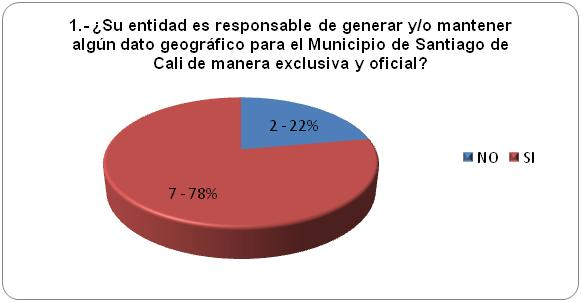 1.- ¿Su entidad es responsable de generar y/o mantener
algún dato geográfico para el Municipio de Santiago de
Cali de manera exclusiva y oficial?
2 - 22%
NO
SI
7 - 78%